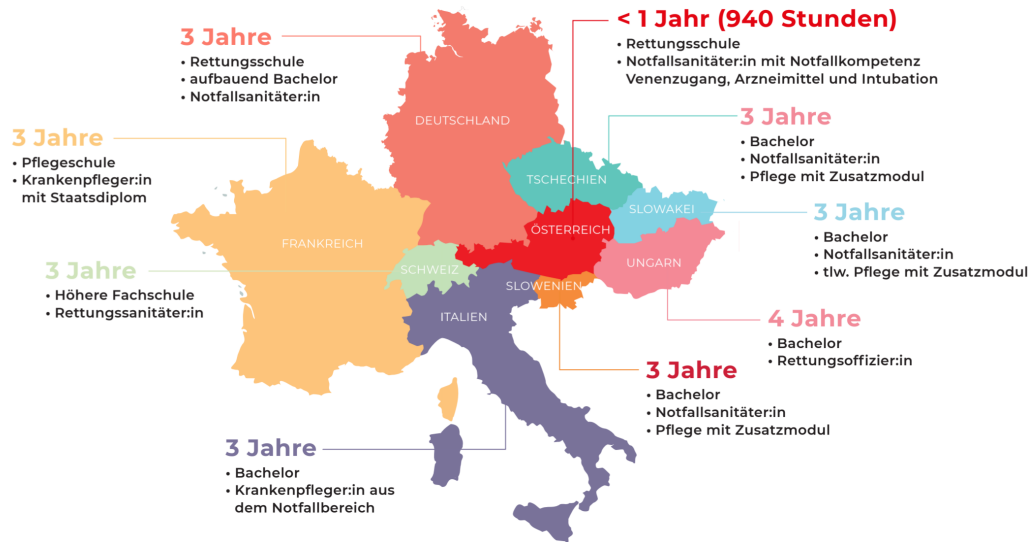 3 Jahre
• Rettungsschule
• aufbauend Bachelor
• Notfallsanitäter:in
< 1 Jahr (940 Stunden)
• Rettungsschule
• Notfallsanitäter:in mit Notfallkompetenz
Venenzugang, Arzneimittel und Intubation
3 Jahre
• Pflegeschule
• Krankenpfleger:in
mit Staatsdiplom
3 Jahre
• Bachelor
• Notfallsanitäter:in
• Pflege mit Zusatzmodul
DEUTSCHLAND
TSCHECHIEN
SLOWAKEI
ÖSTERREICH
FRANKREICH
SCHWEIZ
UNGARN
SLOWENIEN
ITALIEN
3 Jahre
• Bachelor
• Notfallsanitäter:in
• tlw. Pflege mit Zusatzmodul
3 Jahre
• Höhere Fachschule
• Rettungssanitäter:in
4 Jahre
• Bachelor
• Rettungsoffizier:in
3 Jahre
• Bachelor
• Notfallsanitäter:in
• Pflege mit Zusatzmodul
3 Jahre
• Bachelor
• Krankenpfleger:in aus
dem Notfallbereich